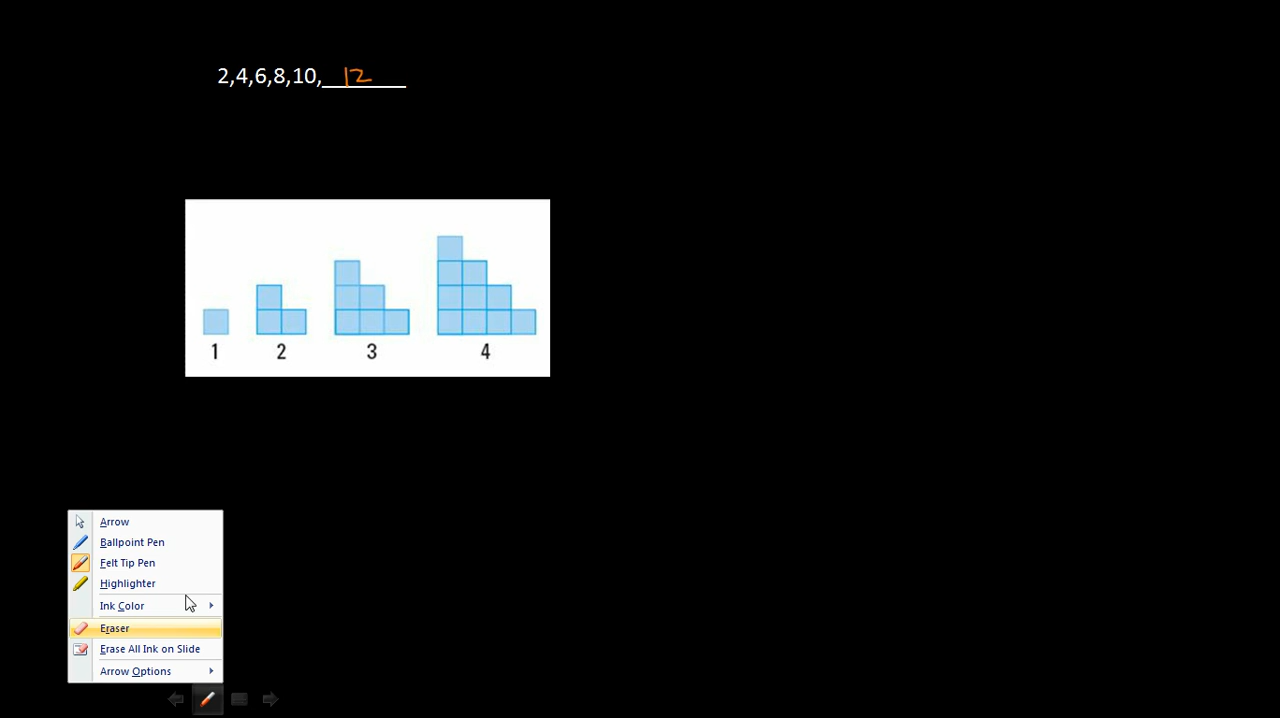 2,4,6,8,10, 12
1 2 3 4
Arrow
Ballpoint Pen
Felt Tip Pen
Highlighter
Ink Color
Eraser
Erase All Ink on Slide
Arrow Options